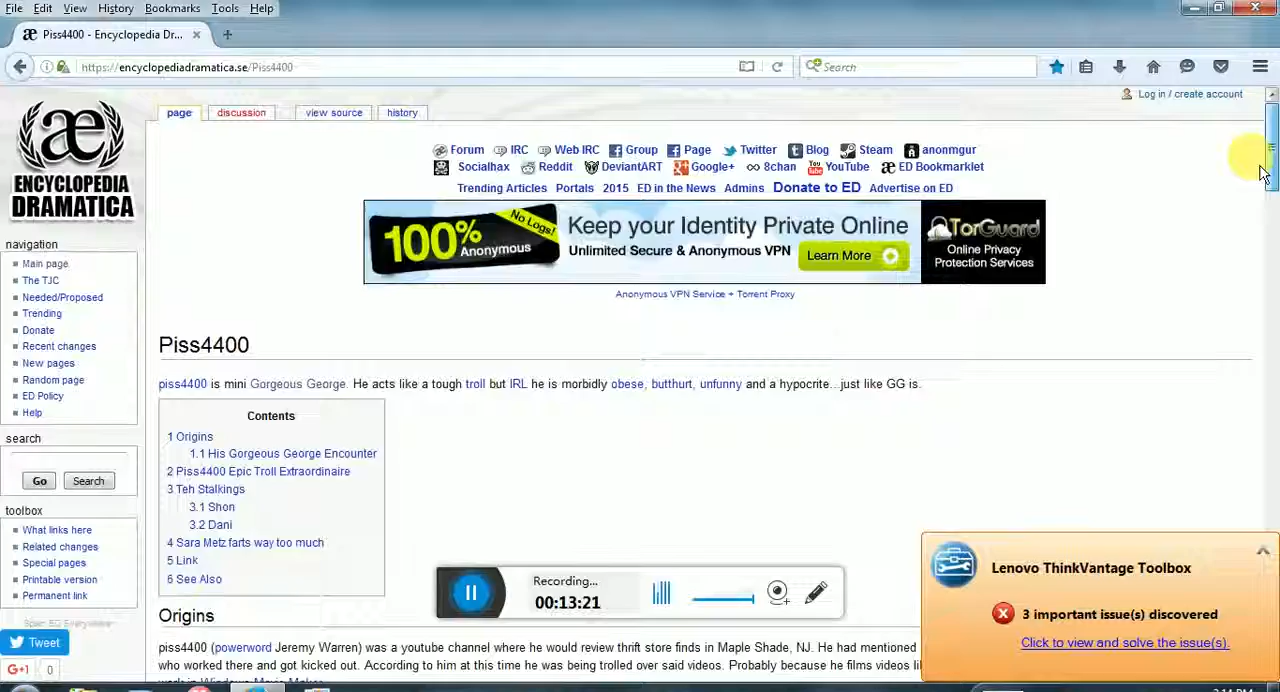 File Edit View History Bookmarks Tools Help
æ Piss4400 - Encyclopedia Dr... × +
https://encyclopediadramatica.se/Piss4400
Search
Log in / create account
page discussion view source history
æ
ENCYCLOPEDIA
DRAMATICA
Forum IRC Web IRC Group Page Twitter Blog Steam anonmgur
Socialhax Reddit DeviantART Google+ 8chan YouTube ED Bookmarklet
Trending Articles Portals 2015 ED in the News Admins Donate to ED Advertise on ED
100% Anonymous No Logs!
Keep your Identity Private Online
Unlimited Secure & Anonymous VPN Learn More
TorGuard
Online Privacy
Protection Services
Anonymous VPN Service + Torrent Proxy
navigation
Main page
The TJC
Needed/Proposed
Trending
Donate
Recent changes
New pages
Random page
ED Policy
Help
search
Go Search
toolbox
What links here
Related changes
Special pages
Printable version
Permanent link
Tweet
G+1 0
Piss4400
piss4400 is mini Gorgeous George. He acts like a tough troll but IRL he is morbidly obese, butthurt, unfunny and a hypocrite...just like GG is.
Contents
1 Origins
1.1 His Gorgeous George Encounter
2 Piss4400 Epic Troll Extraordinaire
3 Teh Stalkings
3.1 Shon
3.2 Dani
4 Sara Metz farts way too much
5 Link
6 See Also
Origins
piss4400 (powerword Jeremy Warren) was a youtube channel where he would review thrift store finds in Maple Shade, NJ. He had mentioned
who worked there and got kicked out. According to him at this time he was being trolled over said videos. Probably because he films videos li
Recording...
00:13:21
Lenovo ThinkVantage Toolbox
3 important issue(s) discovered
Click to view and solve the issue(s).